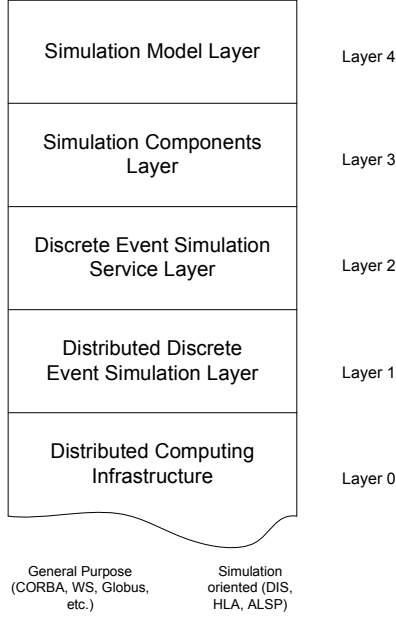 Simulation Model Layer
Layer 4
Simulation Components
Layer
Layer 3
Discrete Event Simulation
Service Layer
Layer 2
Distributed Discrete
Event Simulation Layer
Layer 1
Distributed Computing
Infrastructure
Layer 0
General Purpose
(CORBA, WS, Globus,
etc.)
Simulation
oriented (DIS,
HLA, ALSP)